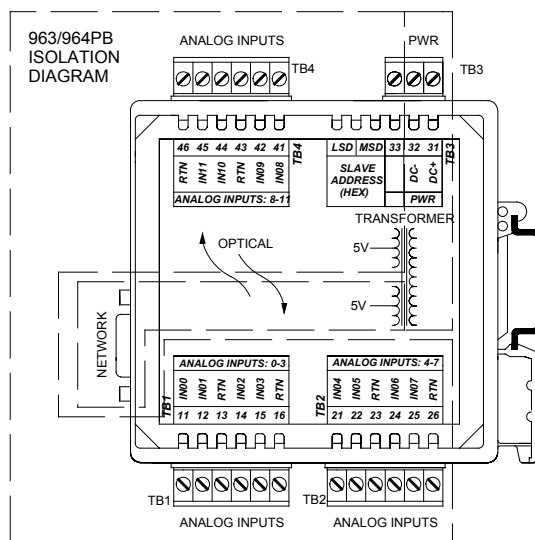 963/964PB
ISOLATION
DIAGRAM
ANALOG INPUTS
PWR
TB4
TB3
46 45 44 43 42 41
RTN IN11 IN10 RTN IN09 IN08
ANALOG INPUTS: 8-11
TB4
LSD MSD 33 32 31
SLAVE
ADDRESS
(HEX)
DC- DC+
PWR
TB3
TRANSFORMER
OPTICAL
5V
5V
NETWORK
ANALOG INPUTS: 0-3
IN00 IN01 RTN IN02 IN03 RTN
11 12 13 14 15 16
TB1
ANALOG INPUTS: 4-7
IN04 IN05 RTN IN06 IN07 RTN
21 22 23 24 25 26
TB2
TB1
TB2
ANALOG INPUTS
ANALOG INPUTS